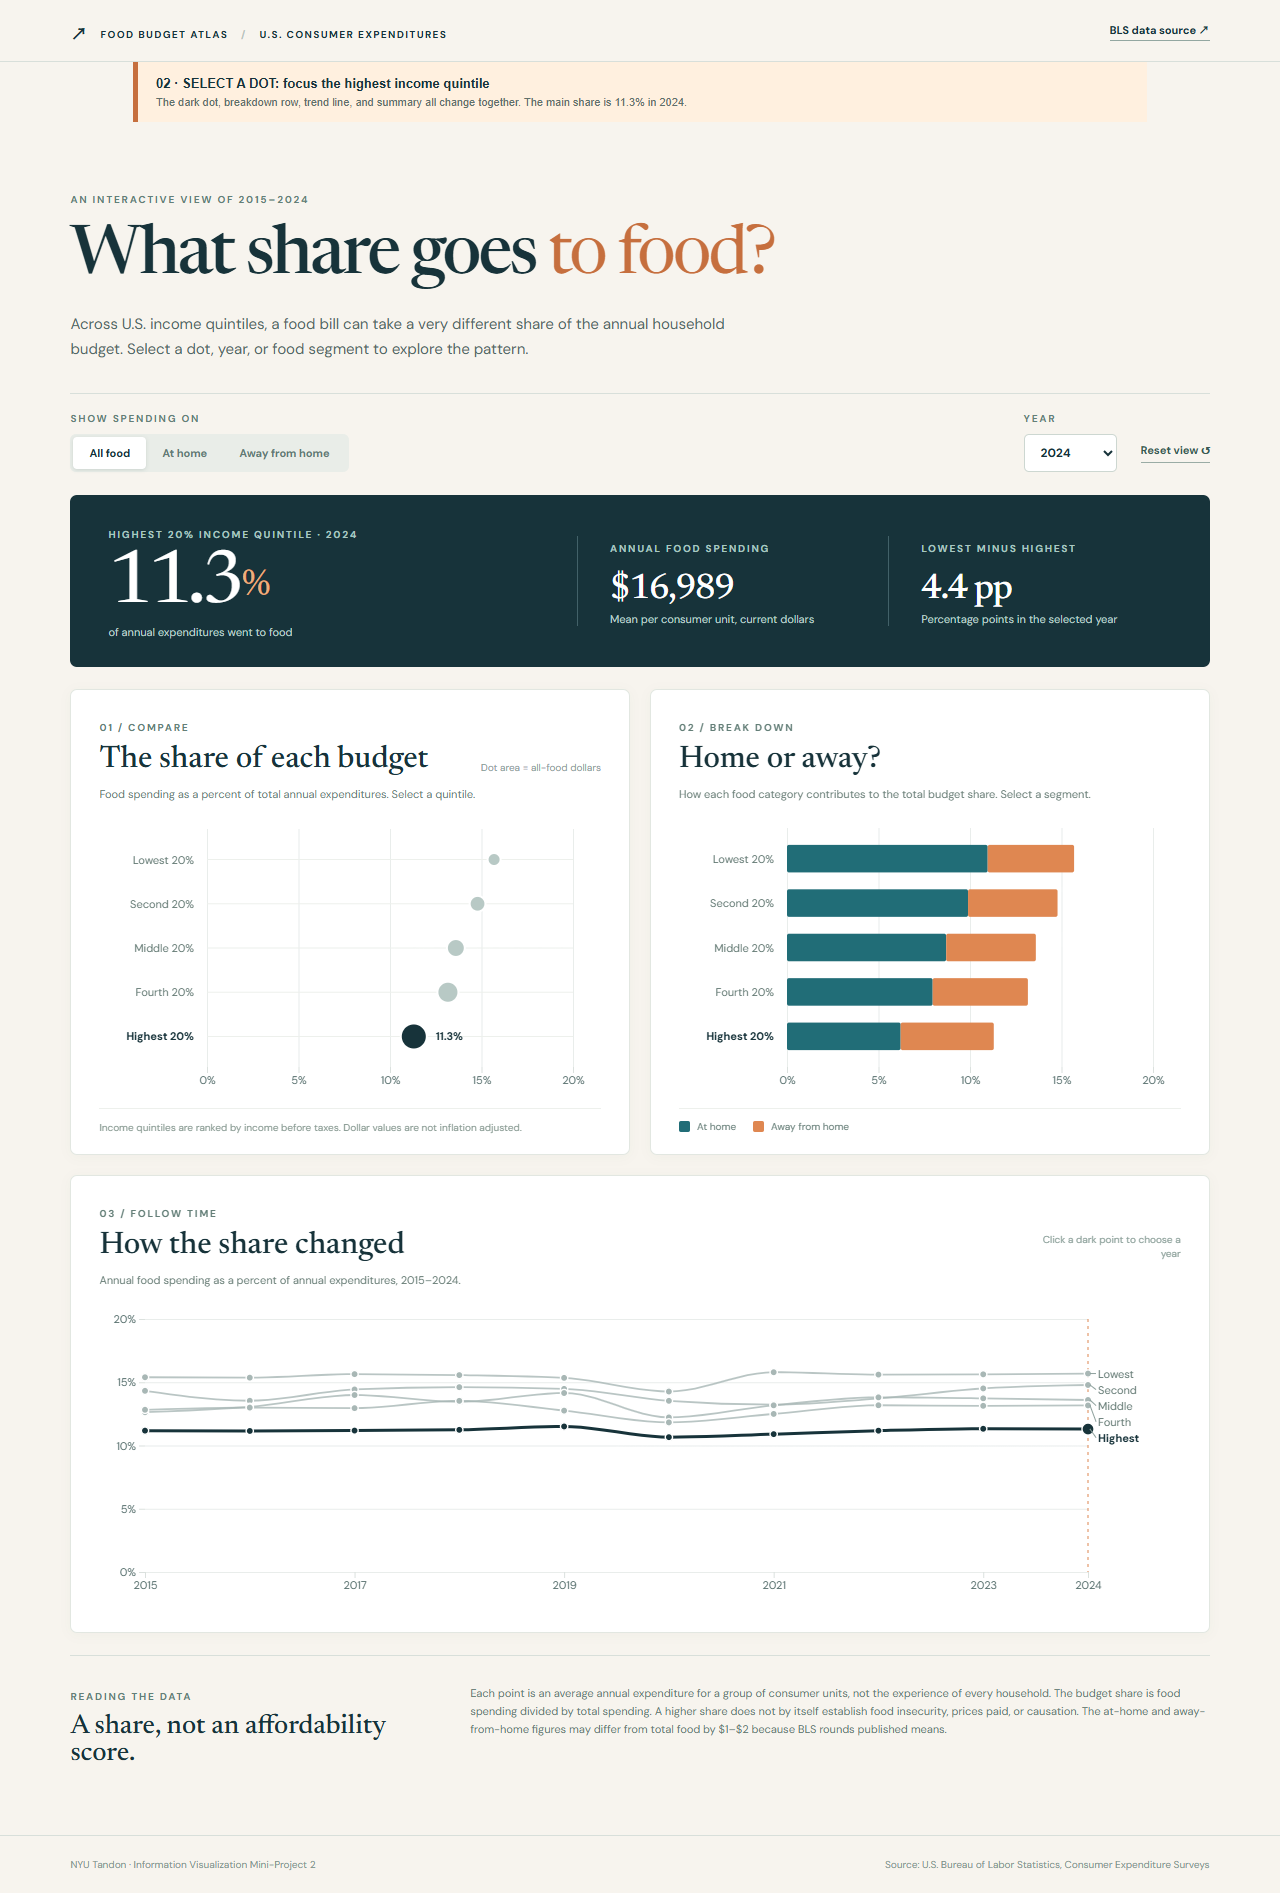 ↗ FOOD BUDGET ATLAS / U.S. CONSUMER EXPENDITURES
BLS data source ↗
02 · SELECT A DOT: focus the highest income quintile
The dark dot, breakdown row, trend line, and summary all change together. The main share is 11.3% in 2024.
AN INTERACTIVE VIEW OF 2015–2024
What share goes to food?
Across U.S. income quintiles, a food bill can take a very different share of the annual household
budget. Select a dot, year, or food segment to explore the pattern.
SHOW SPENDING ON
All food At home Away from home
YEAR
2024
Reset view ↺
HIGHEST 20% INCOME QUINTILE · 2024
11.3%
of annual expenditures went to food
ANNUAL FOOD SPENDING
$16,989
Mean per consumer unit, current dollars
LOWEST MINUS HIGHEST
4.4 pp
Percentage points in the selected year
01 / COMPARE
The share of each budget
Dot area = all-food dollars
Food spending as a percent of total annual expenditures. Select a quintile.
Lowest 20%
Second 20%
Middle 20%
Fourth 20%
Highest 20%
11.3%
0% 5% 10% 15% 20%
Income quintiles are ranked by income before taxes. Dollar values are not inflation adjusted.
02 / BREAK DOWN
Home or away?
How each food category contributes to the total budget share. Select a segment.
Lowest 20%
Second 20%
Middle 20%
Fourth 20%
Highest 20%
0% 5% 10% 15% 20%
At home Away from home
03 / FOLLOW TIME
How the share changed
Click a dark point to choose a
year
Annual food spending as a percent of annual expenditures, 2015–2024.
20%
15%
10%
5%
0%
Lowest
Second
Middle
Fourth
Highest
2015 2017 2019 2021 2023 2024
READING THE DATA
A share, not an affordability
score.
Each point is an average annual expenditure for a group of consumer units, not the experience of every household. The budget share is food
spending divided by total spending. A higher share does not by itself establish food insecurity, prices paid, or causation. The at-home and away-
from-home figures may differ from total food by $1–$2 because BLS rounds published means.
NYU Tandon · Information Visualization Mini-Project 2
Source: U.S. Bureau of Labor Statistics, Consumer Expenditure Surveys